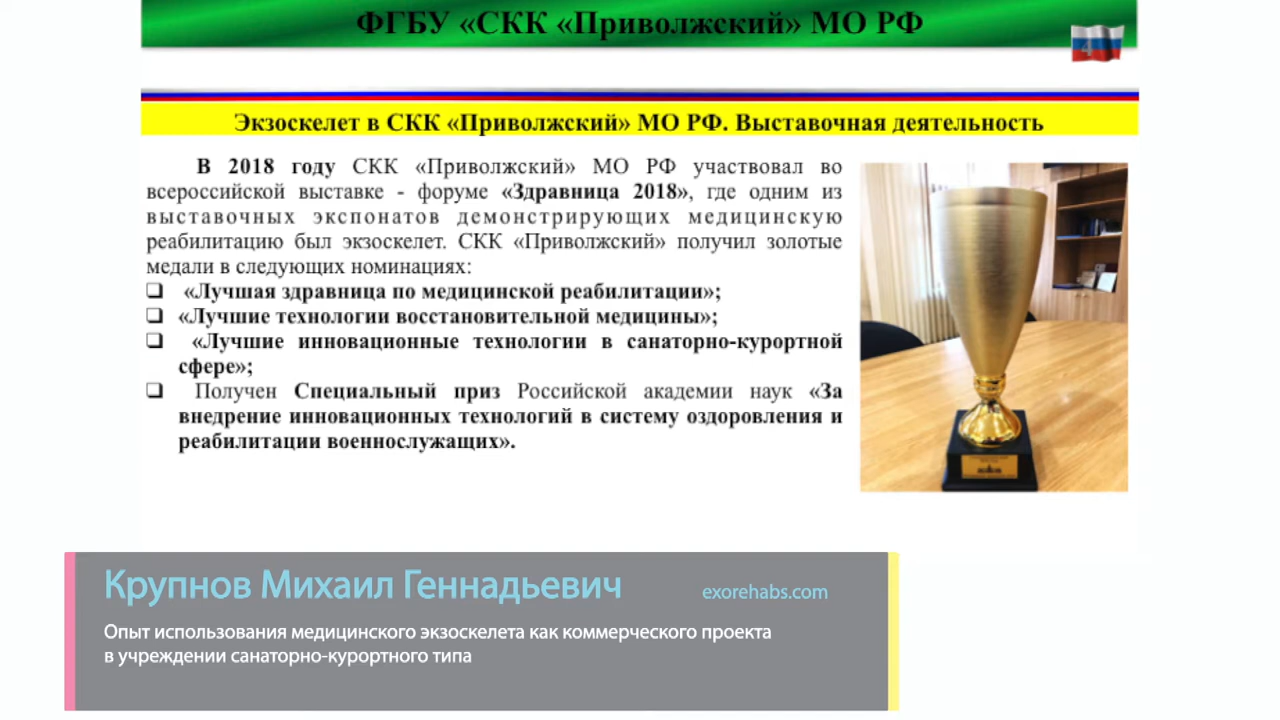 ФГБУ «СКК «Приволжский» МО РФ
4
Экзоскелет в СКК «Приволжский» МО РФ. Выставочная деятельность
В 2018 году СКК «Приволжский» МО РФ участвовал во
всероссийской выставке - форуме «Здравница 2018», где одним из
выставочных экспонатов демонстрирующих медицинскую
реабилитацию был экзоскелет. СКК «Приволжский» получил золотые
медали в следующих номинациях:
«Лучшая здравница по медицинской реабилитации»;
«Лучшие технологии восстановительной медицины»;
«Лучшие инновационные технологии в санаторно-курортной
сфере»;
Получен Специальный приз Российской академии наук «За
внедрение инновационных технологий в систему оздоровления и
реабилитации военнослужащих».
Крупнов Михаил Геннадьевич
exorehabs.com
Опыт использования медицинского экзоскелета как коммерческого проекта
в учреждении санаторно-курортного типа